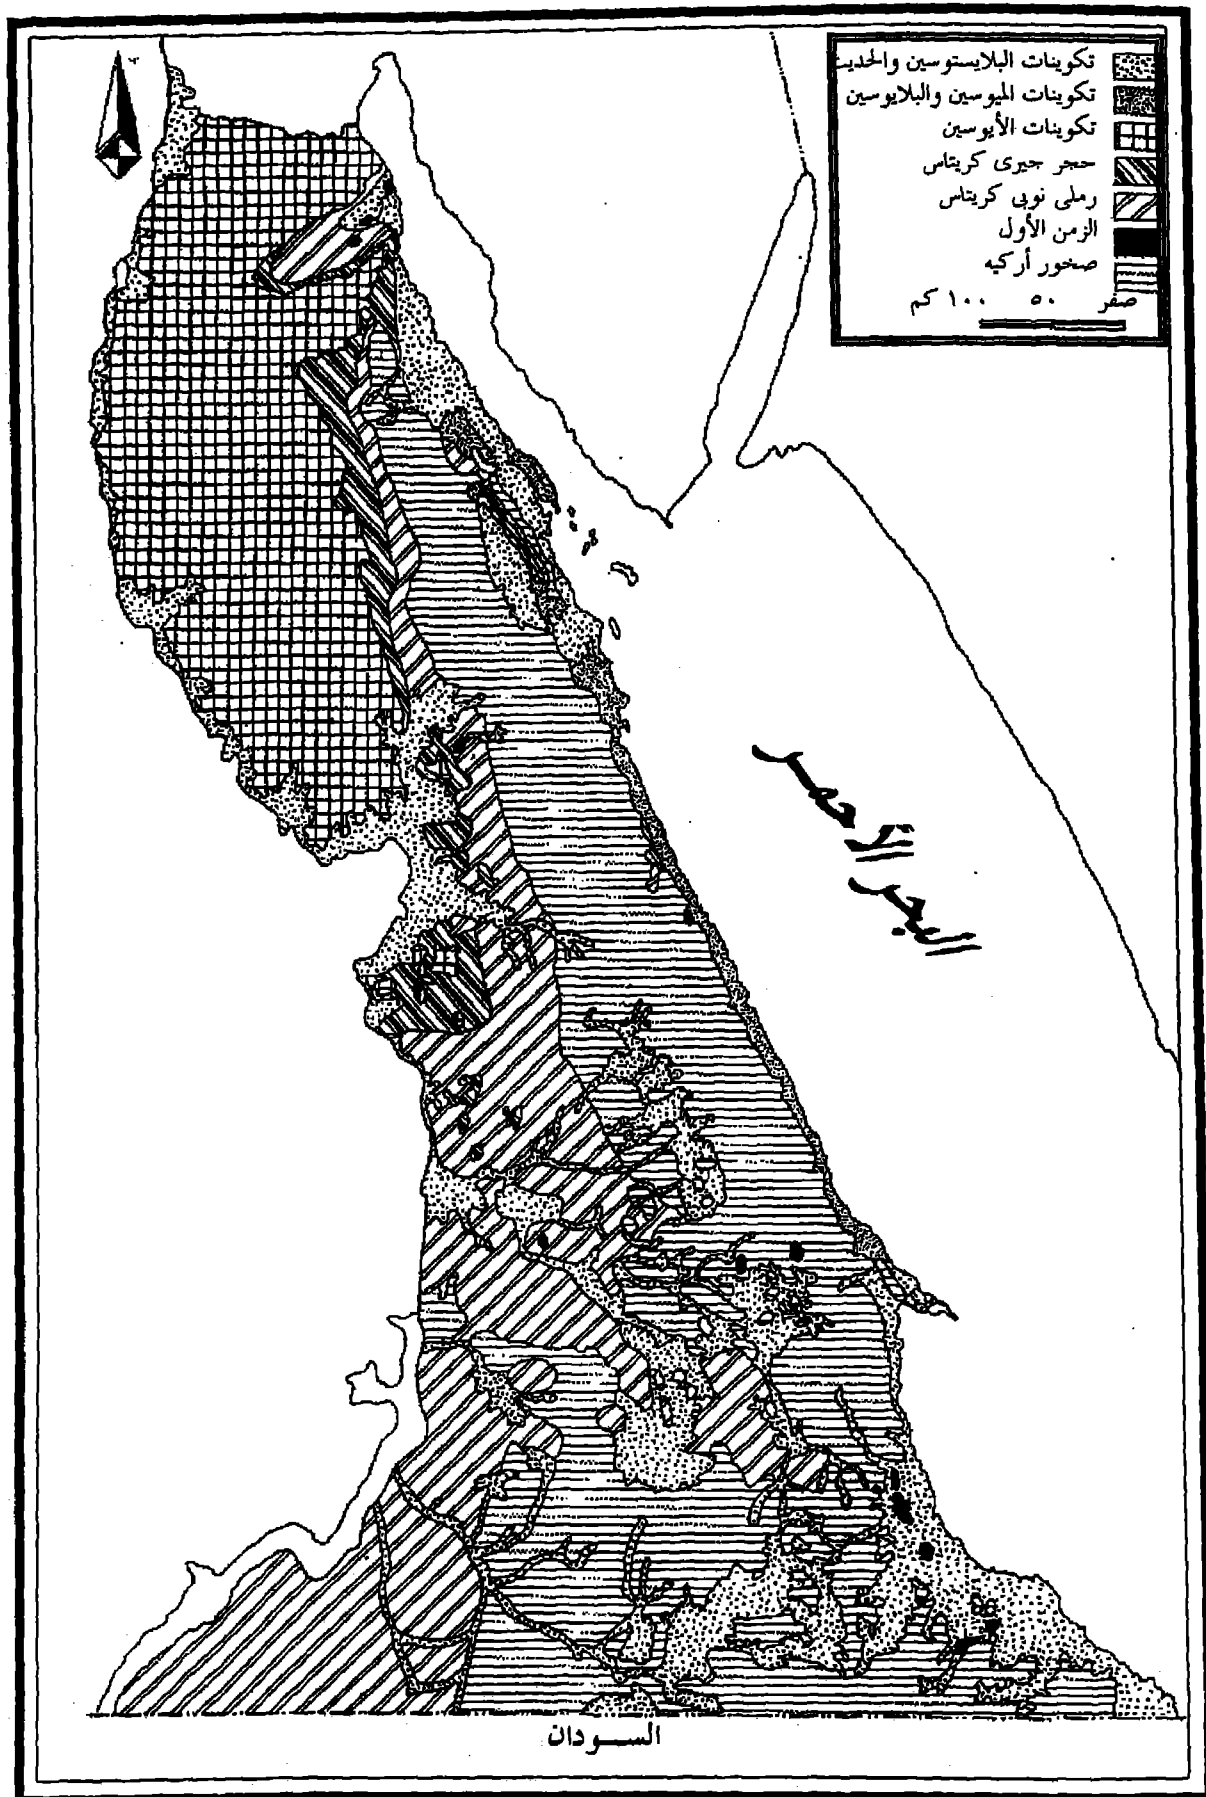 تكوينات البلايستوسين والحديث
تكوينات الميوسين والبلايوسين
تكوينات الأيوسين
حجر جيرى كريتاس
رملى نوبى كريتاس
الزمن الأول
صخور أركيه
صفر ٥٠ ١٠٠ كم
البحر الأحمر
الســودان